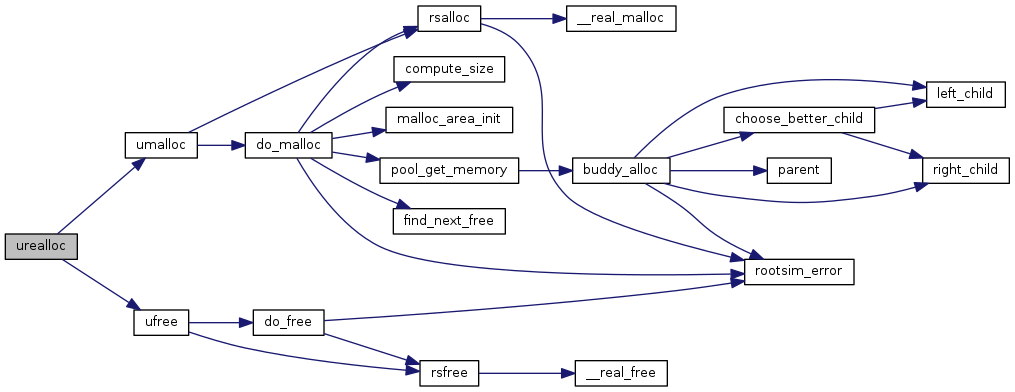 rsalloc
__real_malloc
compute_size
left_child
malloc_area_init
choose_better_child
umalloc
do_malloc
pool_get_memory
buddy_alloc
parent
right_child
find_next_free
urealloc
rootsim_error
ufree
do_free
rsfree
__real_free